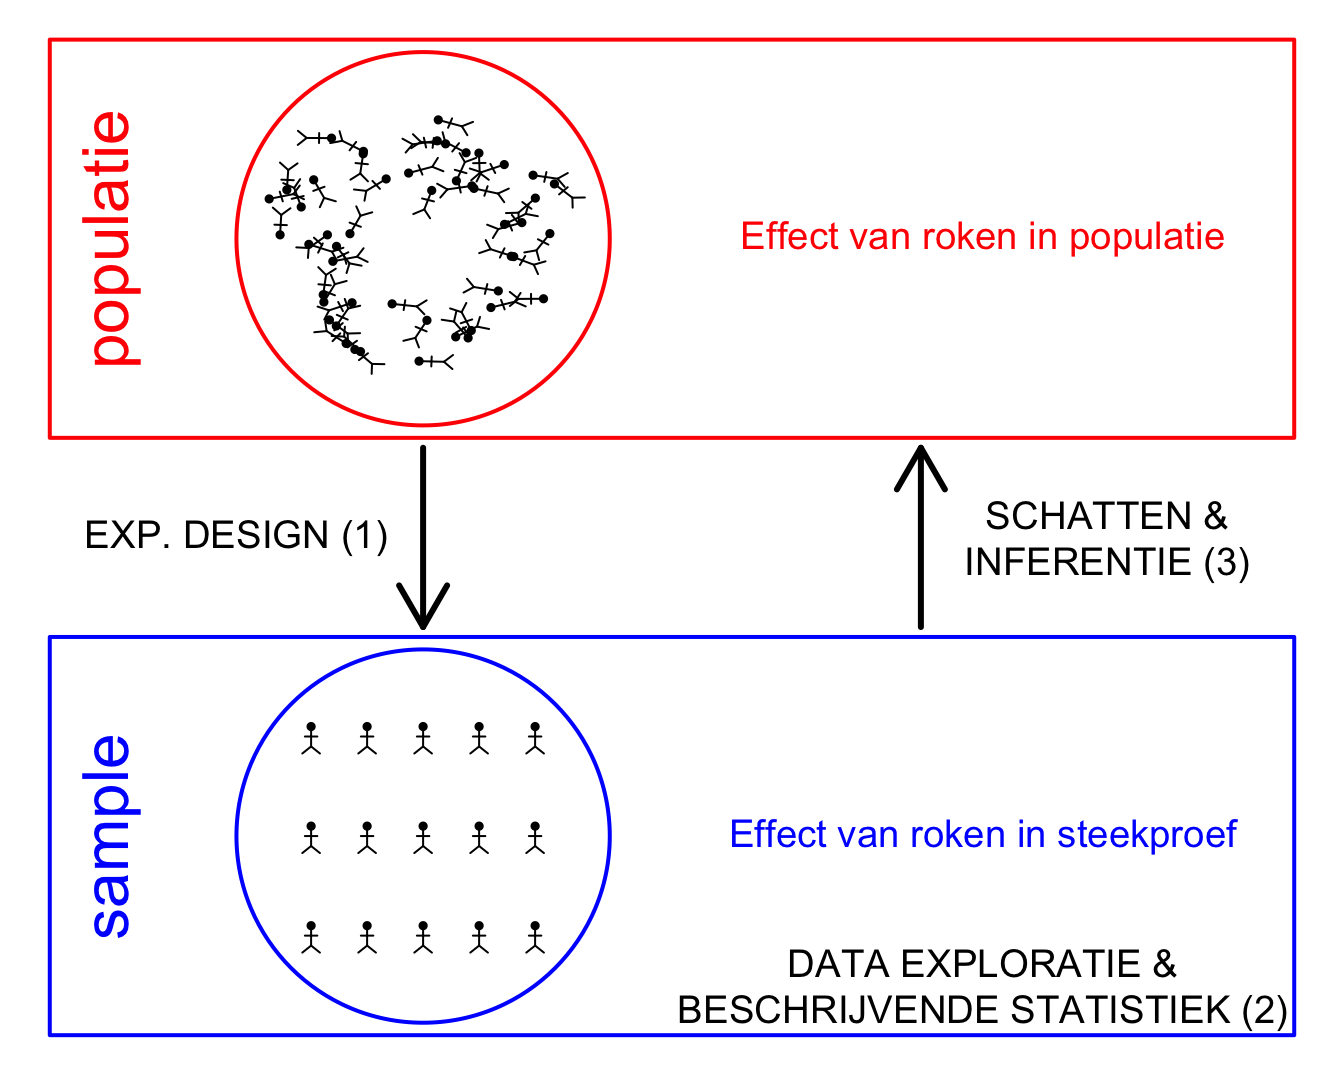 populatie
Effect van roken in populatie
EXP. DESIGN (1)
SCHATTEN &
INFERENTIE (3)
sample
Effect van roken in steekproef
DATA EXPLORATIE &
BESCHRIJVENDE STATISTIEK (2)